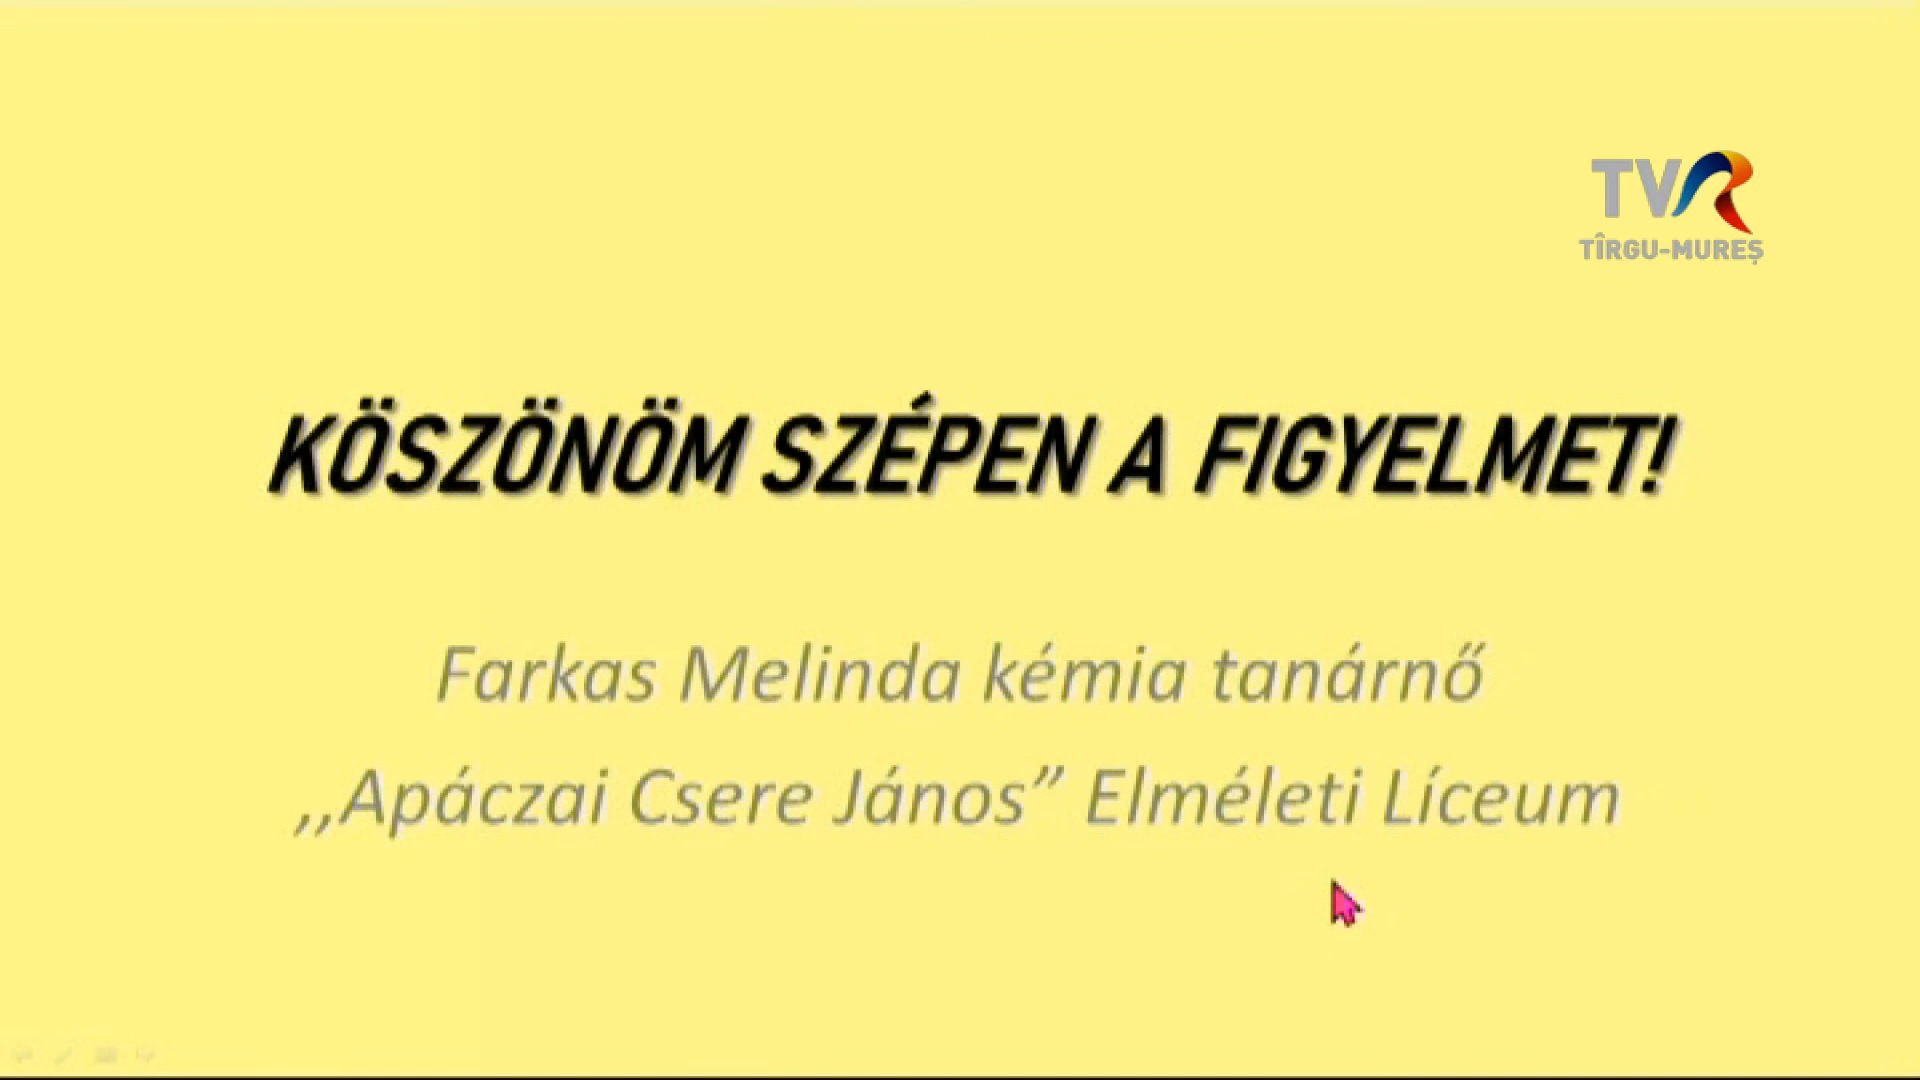 TVR
TÎRGU-MUREȘ
KÖSZÖNÖM SZÉPEN A FIGYELMET!
Farkas Melinda kémia tanárnő
,,Apáczai Csere János” Elméleti Líceum